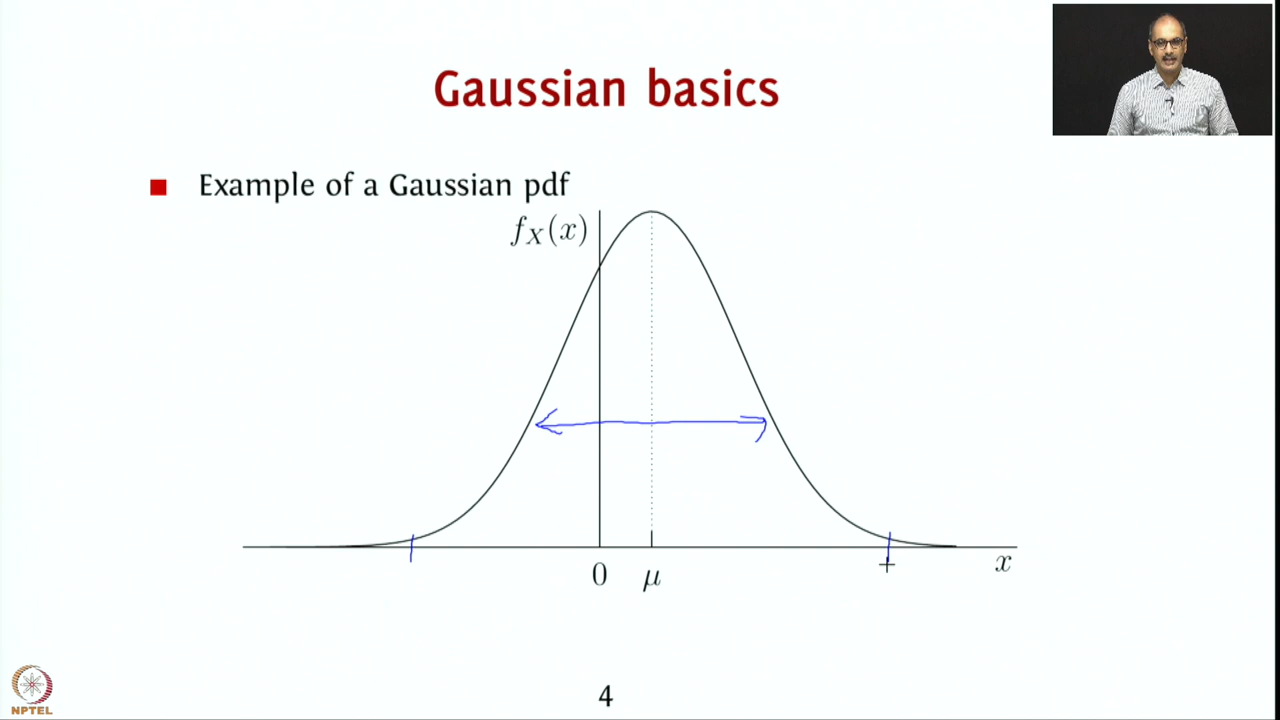 Gaussian basics
Example of a Gaussian pdf
f_X(x)
0 μ x
4
NPTEL